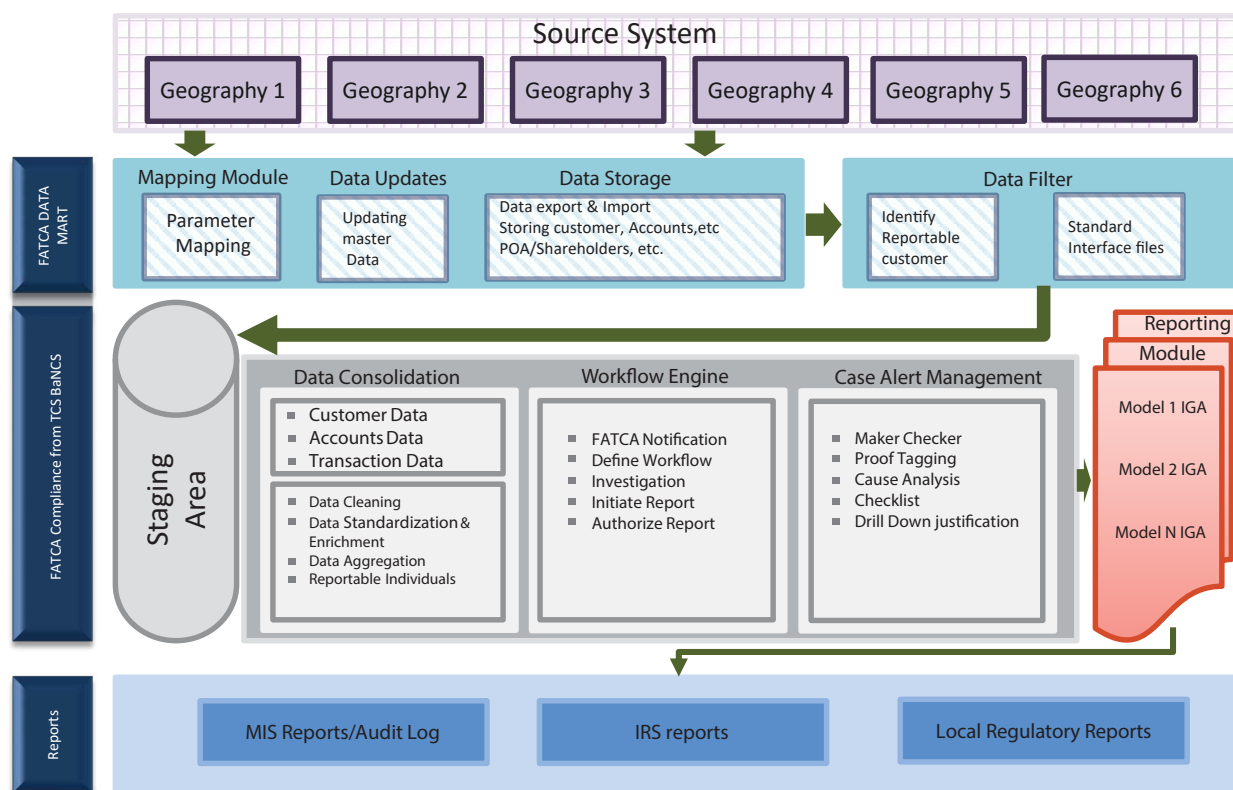 Source System
Geography 1
Geography 2
Geography 3
Geography 4
Geography 5
Geography 6
FATCA DATA
MART
Mapping Module
Parameter
Mapping
Data Updates
Updating
master
Data
Data Storage
Data export & Import
Storing customer, Accounts,etc
POA/Shareholders, etc.
Data Filter
Identify
Reportable
customer
Standard
Interface files
FATCA Compliance from TCS BaNCS
Staging
Area
Data Consolidation
Customer Data
Accounts Data
Transaction Data
Data Cleaning
Data Standardization &
Enrichment
Data Aggregation
Reportable Individuals
Workflow Engine
FATCA Notification
Define Workflow
Investigation
Initiate Report
Authorize Report
Case Alert Management
Maker Checker
Proof Tagging
Cause Analysis
Checklist
Drill Down justification
Reporting
Module
Model 1 IGA
Model 2 IGA
Model N IGA
Reports
MIS Reports/Audit Log
IRS reports
Local Regulatory Reports